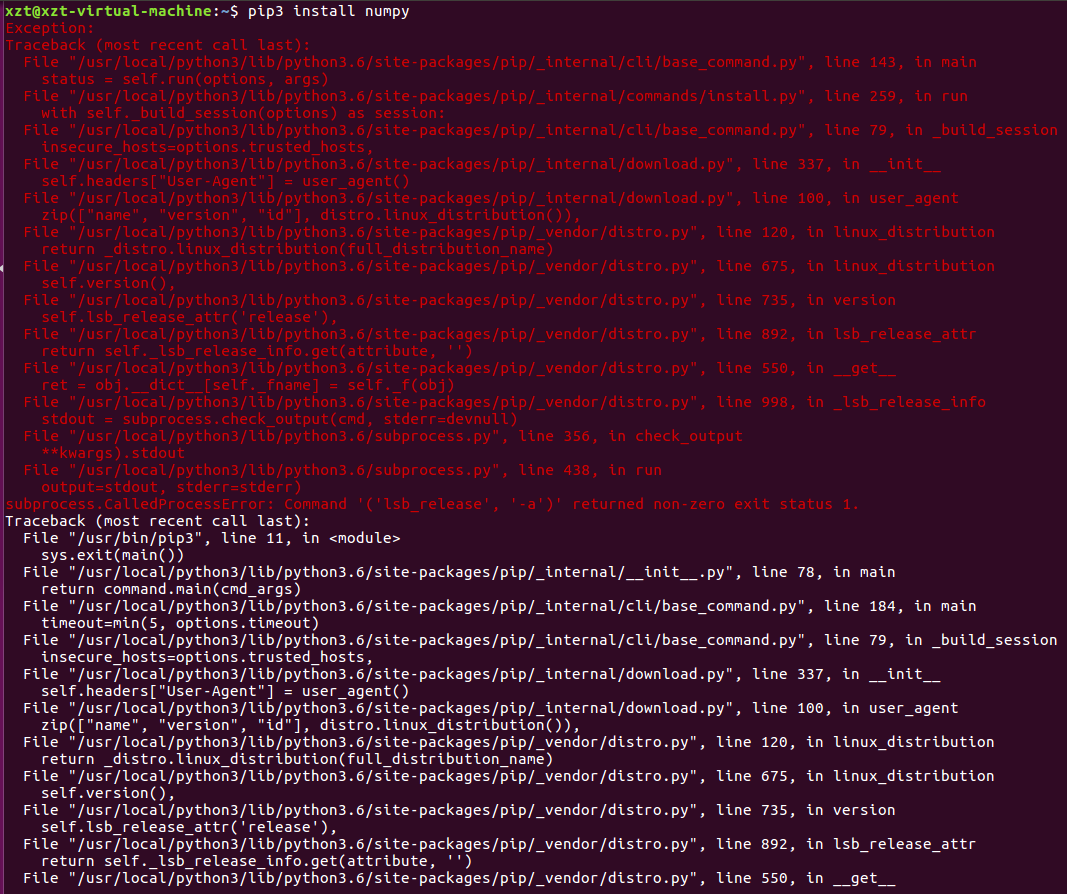 xzt@xzt-virtual-machine:~$ pip3 install numpy
Exception:
Traceback (most recent call last):
  File "/usr/local/python3/lib/python3.6/site-packages/pip/_internal/cli/base_command.py", line 143, in main
    status = self.run(options, args)
  File "/usr/local/python3/lib/python3.6/site-packages/pip/_internal/commands/install.py", line 259, in run
    with self._build_session(options) as session:
  File "/usr/local/python3/lib/python3.6/site-packages/pip/_internal/cli/base_command.py", line 79, in _build_session
    insecure_hosts=options.trusted_hosts,
  File "/usr/local/python3/lib/python3.6/site-packages/pip/_internal/download.py", line 337, in __init__
    self.headers["User-Agent"] = user_agent()
  File "/usr/local/python3/lib/python3.6/site-packages/pip/_internal/download.py", line 100, in user_agent
    zip(["name", "version", "id"], distro.linux_distribution()),
  File "/usr/local/python3/lib/python3.6/site-packages/pip/_vendor/distro.py", line 120, in linux_distribution
    return _distro.linux_distribution(full_distribution_name)
  File "/usr/local/python3/lib/python3.6/site-packages/pip/_vendor/distro.py", line 675, in linux_distribution
    self.version(),
  File "/usr/local/python3/lib/python3.6/site-packages/pip/_vendor/distro.py", line 735, in version
    self.lsb_release_attr('release'),
  File "/usr/local/python3/lib/python3.6/site-packages/pip/_vendor/distro.py", line 892, in lsb_release_attr
    return self._lsb_release_info.get(attribute, '')
  File "/usr/local/python3/lib/python3.6/site-packages/pip/_vendor/distro.py", line 550, in __get__
    ret = obj.__dict__[self._fname] = self._f(obj)
  File "/usr/local/python3/lib/python3.6/site-packages/pip/_vendor/distro.py", line 998, in _lsb_release_info
    stdout = subprocess.check_output(cmd, stderr=devnull)
  File "/usr/local/python3/lib/python3.6/subprocess.py", line 356, in check_output
    **kwargs).stdout
  File "/usr/local/python3/lib/python3.6/subprocess.py", line 438, in run
    output=stdout, stderr=stderr)
subprocess.CalledProcessError: Command '('lsb_release', '-a')' returned non-zero exit status 1.
Traceback (most recent call last):
  File "/usr/bin/pip3", line 11, in <module>
    sys.exit(main())
  File "/usr/local/python3/lib/python3.6/site-packages/pip/_internal/__init__.py", line 78, in main
    return command.main(cmd_args)
  File "/usr/local/python3/lib/python3.6/site-packages/pip/_internal/cli/base_command.py", line 184, in main
    timeout=min(5, options.timeout)
  File "/usr/local/python3/lib/python3.6/site-packages/pip/_internal/cli/base_command.py", line 79, in _build_session
    insecure_hosts=options.trusted_hosts,
  File "/usr/local/python3/lib/python3.6/site-packages/pip/_internal/download.py", line 337, in __init__
    self.headers["User-Agent"] = user_agent()
  File "/usr/local/python3/lib/python3.6/site-packages/pip/_internal/download.py", line 100, in user_agent
    zip(["name", "version", "id"], distro.linux_distribution()),
  File "/usr/local/python3/lib/python3.6/site-packages/pip/_vendor/distro.py", line 120, in linux_distribution
    return _distro.linux_distribution(full_distribution_name)
  File "/usr/local/python3/lib/python3.6/site-packages/pip/_vendor/distro.py", line 675, in linux_distribution
    self.version(),
  File "/usr/local/python3/lib/python3.6/site-packages/pip/_vendor/distro.py", line 735, in version
    self.lsb_release_attr('release'),
  File "/usr/local/python3/lib/python3.6/site-packages/pip/_vendor/distro.py", line 892, in lsb_release_attr
    return self._lsb_release_info.get(attribute, '')
  File "/usr/local/python3/lib/python3.6/site-packages/pip/_vendor/distro.py", line 550, in __get__